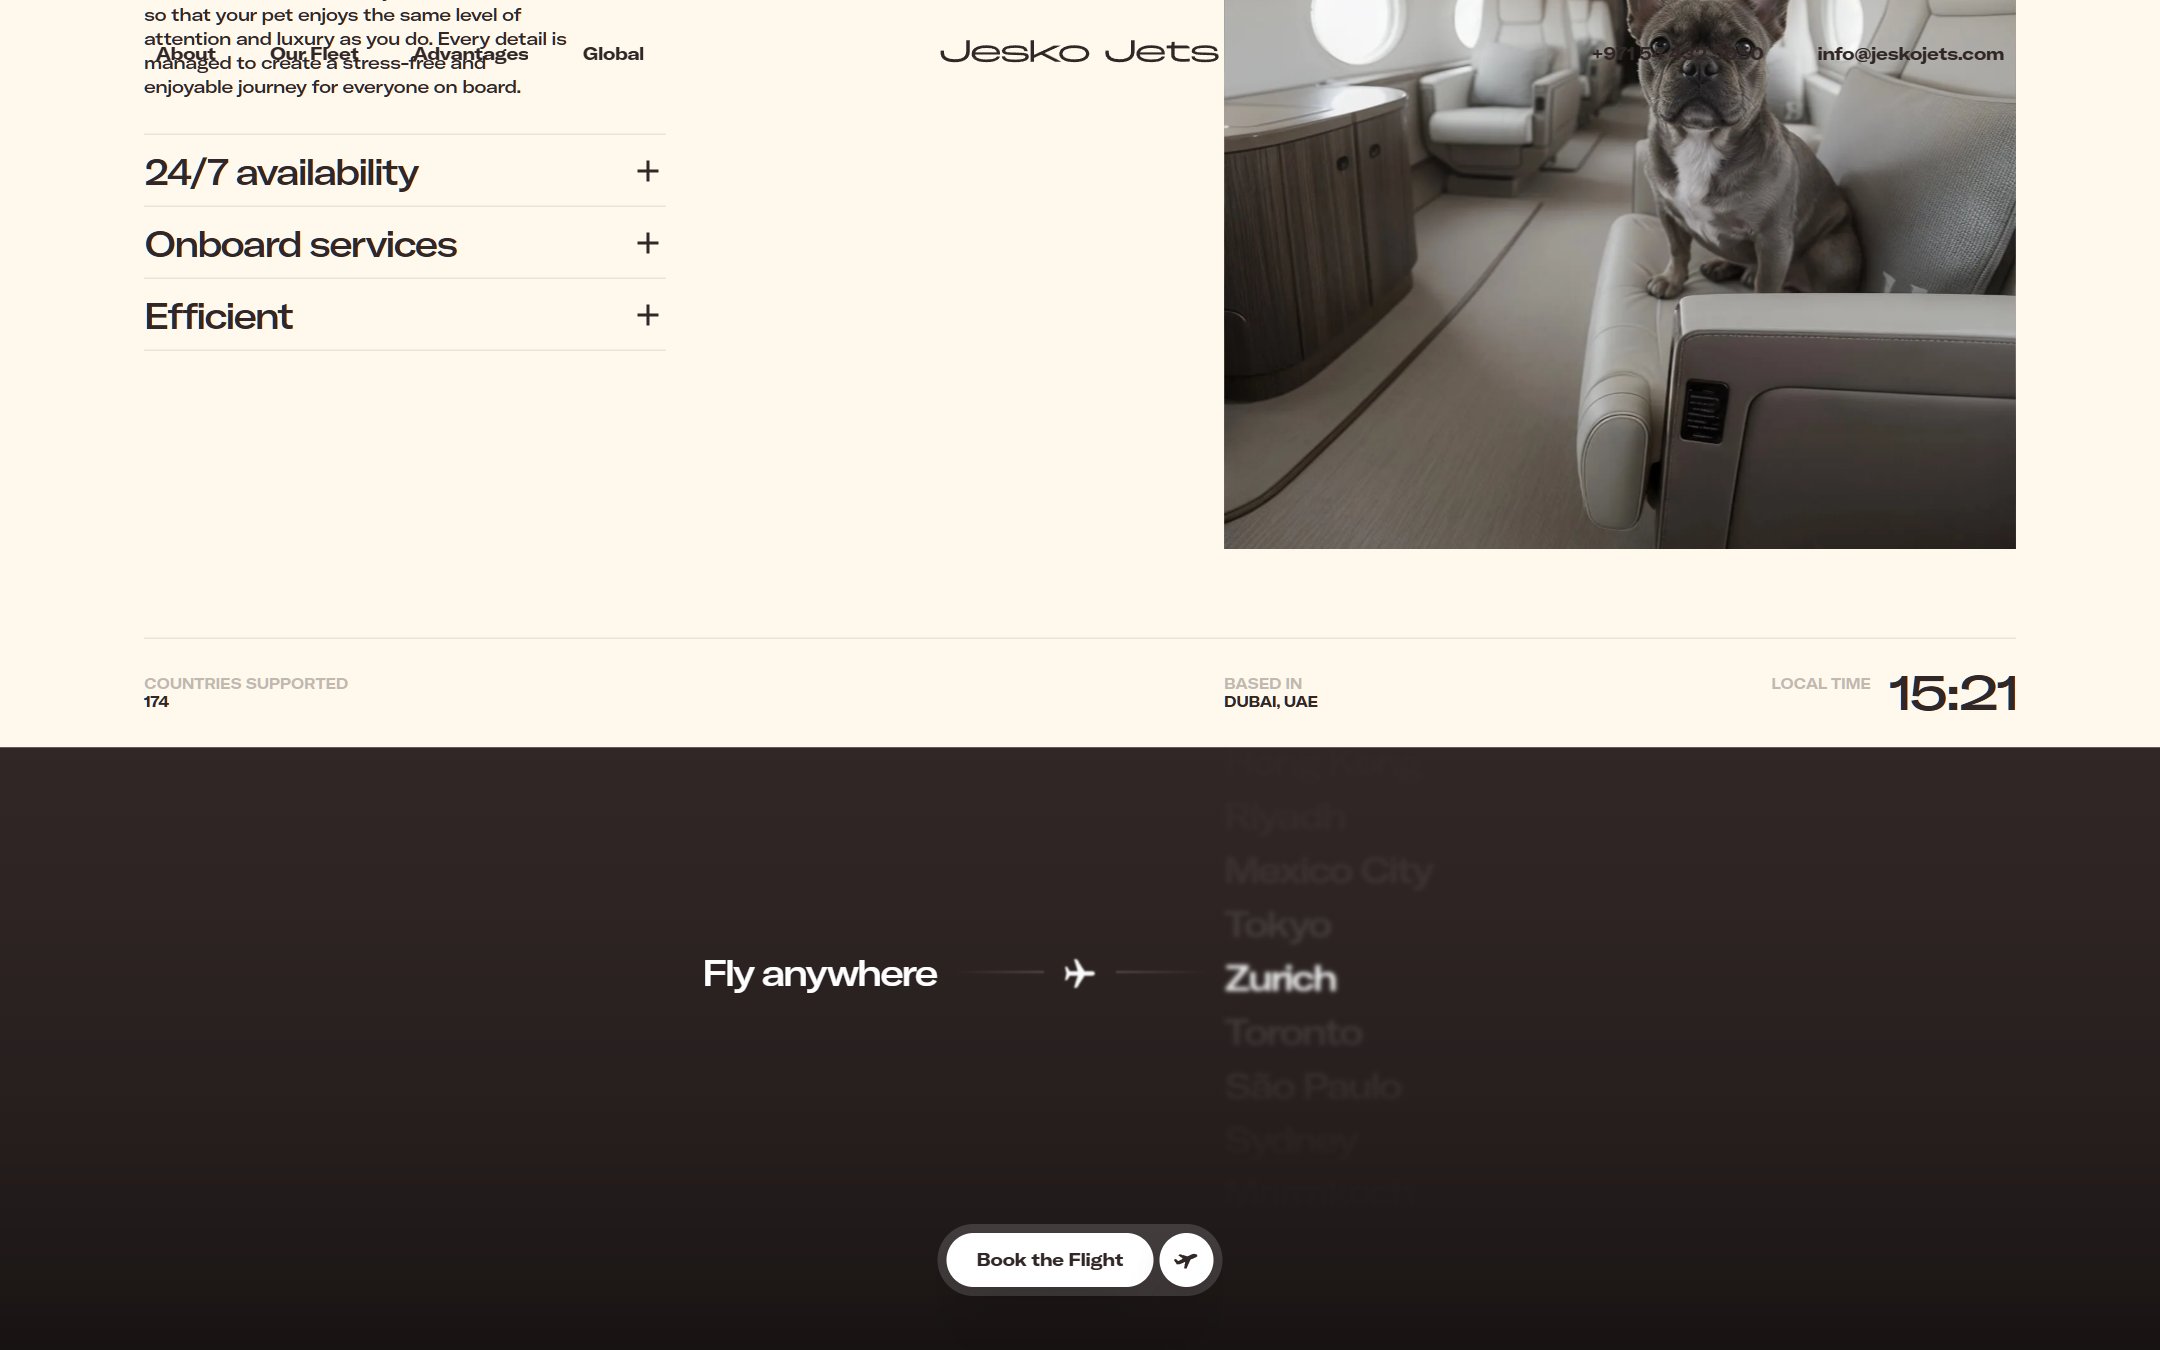 so that your pet enjoys the same level of
attention and luxury as you do. Every detail is
managed to create a stress-free and
enjoyable journey for everyone on board.
About
Our Fleet
Advantages
Global
Jesko Jets
info@jeskojets.com
24/7 availability
Onboard services
Efficient
COUNTRIES SUPPORTED
174
BASED IN
DUBAI, UAE
LOCAL TIME
15:21
Riyadh
Mexico City
Tokyo
Fly anywhere
Zurich
Toronto
São Paulo
Sydney
Book the Flight